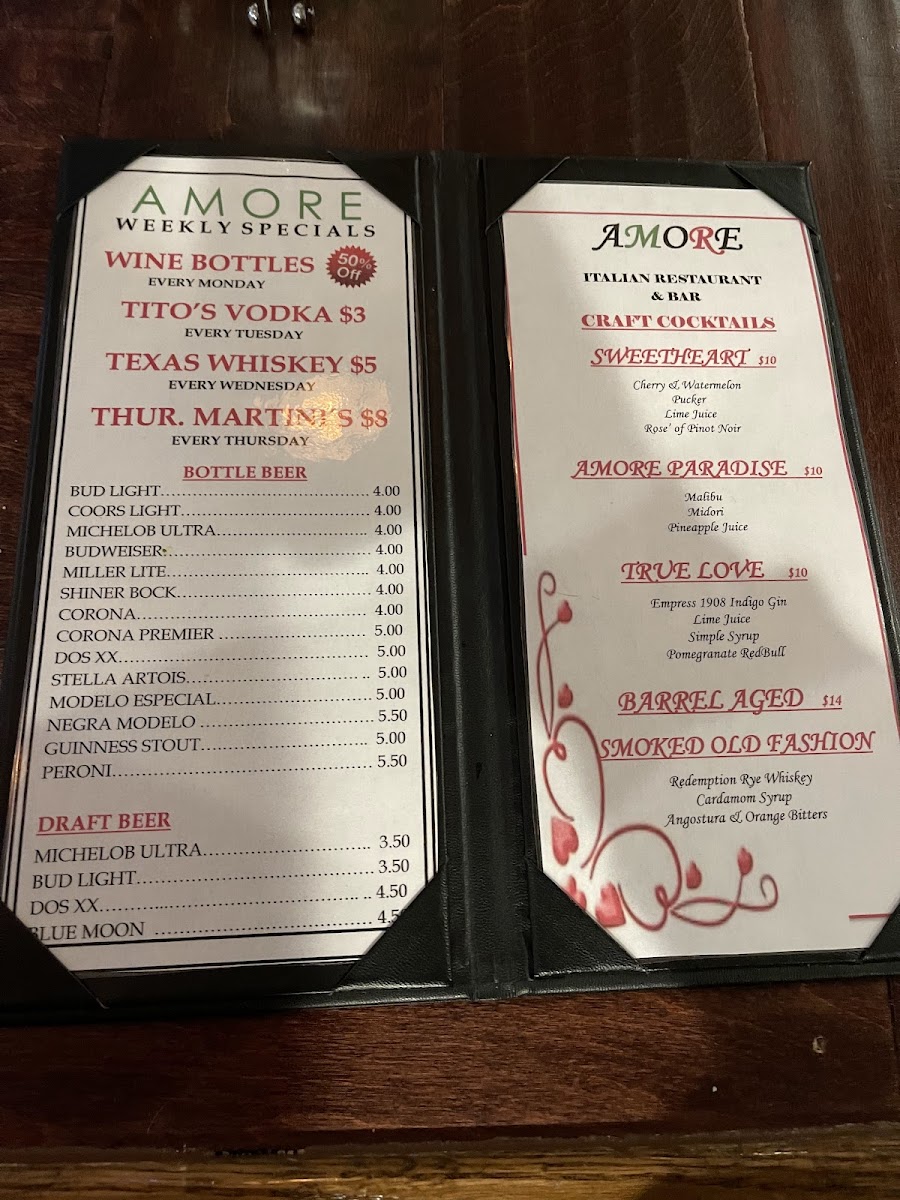 AMORE
WEEKLY SPECIALS
WINE BOTTLES 50% Off
EVERY MONDAY
TITO'S VODKA $3
EVERY TUESDAY
TEXAS WHISKEY $5
EVERY WEDNESDAY
THUR. MARTINI'S $8
EVERY THURSDAY
BOTTLE BEER
BUD LIGHT 4.00
COORS LIGHT 4.00
MICHELOB ULTRA 4.00
BUDWEISER 4.00
MILLER LITE 4.00
SHINER BOCK 4.00
CORONA 4.00
CORONA PREMIER 5.00
DOS XX 5.00
STELLA ARTOIS 5.00
MODELO ESPECIAL 5.00
NEGRA MODELO 5.50
GUINNESS STOUT 5.00
PERONI 5.50
DRAFT BEER
MICHELOB ULTRA 3.50
BUD LIGHT 3.50
DOS XX 4.50
BLUE MOON
AMORE
ITALIAN RESTAURANT
& BAR
CRAFT COCKTAILS
SWEETHEART $10
Cherry & Watermelon
Pucker
Lime Juice
Rose' of Pinot Noir
AMORE PARADISE $10
Malibu
Midori
Pineapple Juice
TRUE LOVE $10
Empress 1908 Indigo Gin
Lime Juice
Simple Syrup
Pomegranate RedBull
BARREL AGED $14
SMOKED OLD FASHION
Redemption Rye Whiskey
Cardamom Syrup
Angostura & Orange Bitters